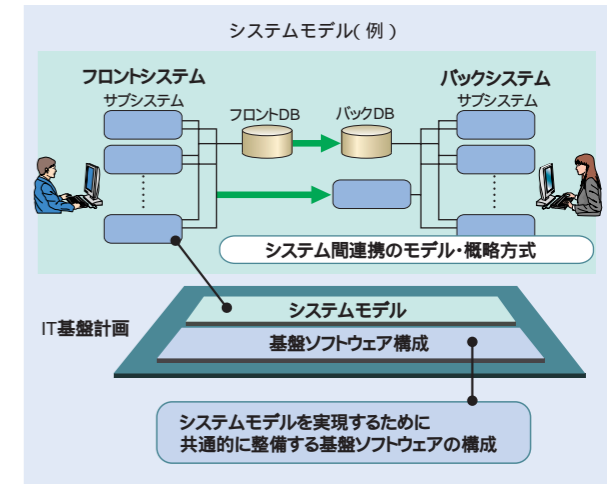 システムモデル(例)
フロントシステム
サブシステム
フロントDB
バックDB
バックシステム
サブシステム
システム間連携のモデル・概略方式
IT基盤計画
システムモデル
基盤ソフトウェア構成
システムモデルを実現するために
共通的に整備する基盤ソフトウェアの構成